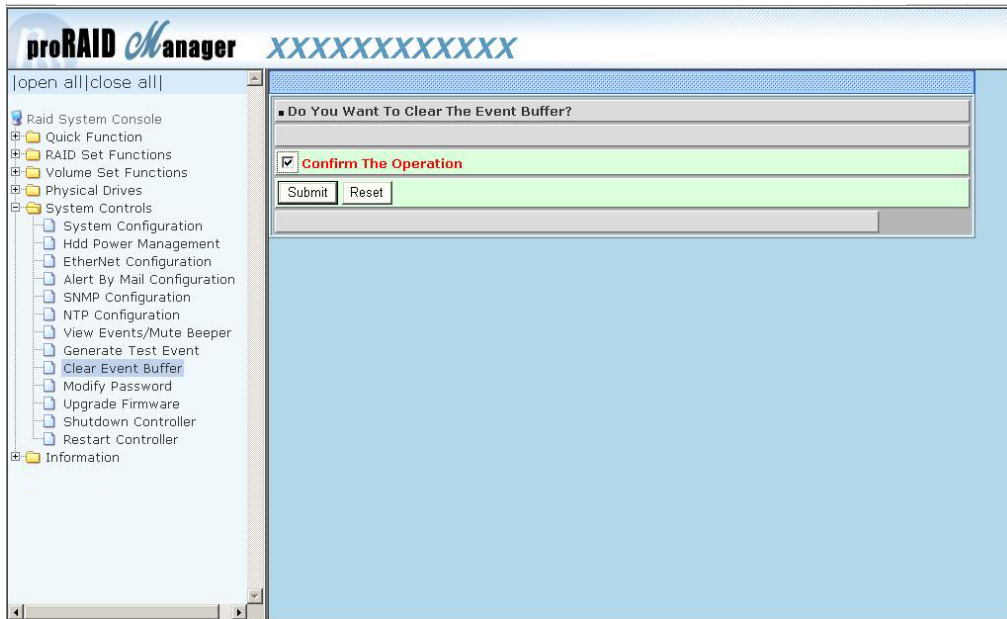 proRAID Manager XXXXXXXXXXXX
|open all|close all|
Raid System Console
Quick Function
RAID Set Functions
Volume Set Functions
Physical Drives
System Controls
System Configuration
Hdd Power Management
EtherNet Configuration
Alert By Mail Configuration
SNMP Configuration
NTP Configuration
View Events/Mute Beeper
Generate Test Event
Clear Event Buffer
Modify Password
Upgrade Firmware
Shutdown Controller
Restart Controller
Information
Do You Want To Clear The Event Buffer?
Confirm The Operation
Submit Reset